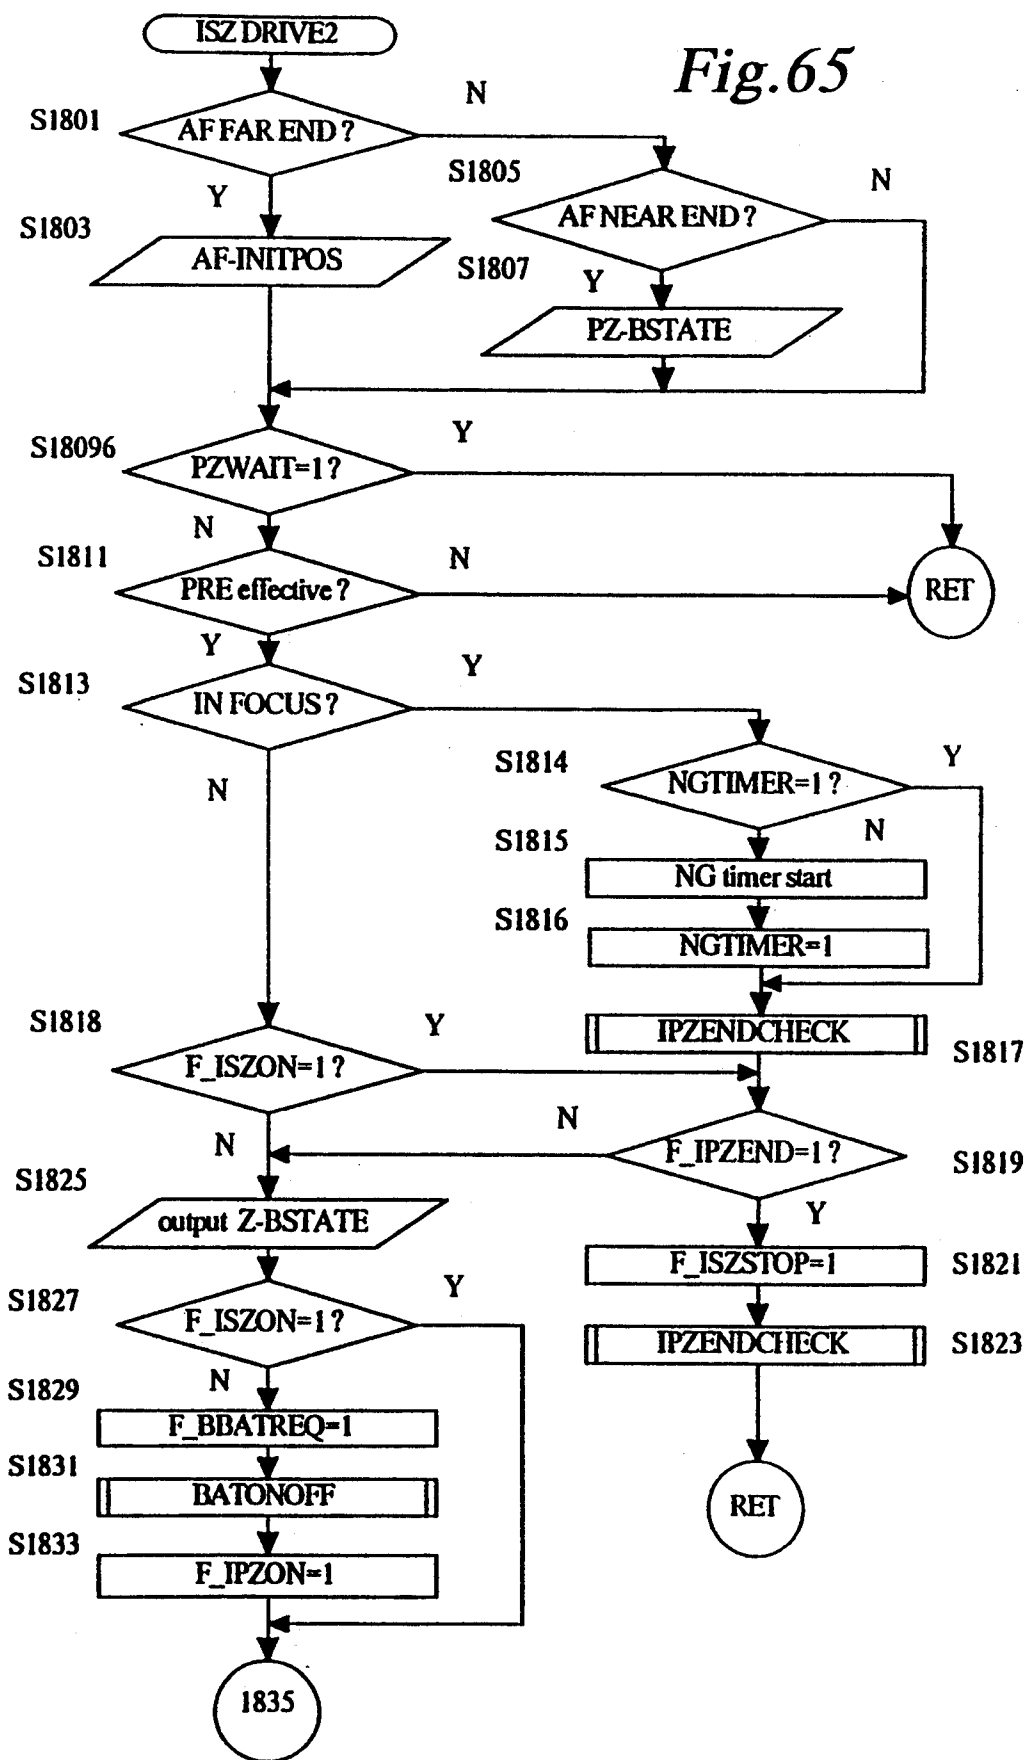 ISZ DRIVE2
Fig.65
S1801
AF FAR END ?
N
Y
S1803
AF-INITPOS
S1805
AF NEAR END ?
N
S1807
Y
PZ-BSTATE
S18096
PZWAIT=1 ?
Y
N
S1811
PRE effective ?
N
RET
Y
S1813
IN FOCUS ?
Y
N
S1814
NGTIMER=1 ?
Y
N
S1815
NG timer start
S1816
NGTIMER=1
IPZENDCHECK
S1817
S1818
F_ISZON=1 ?
Y
N
N
F_IPZEND=1 ?
S1819
Y
S1825
output Z-BSTATE
F_ISZSTOP=1
S1821
S1827
F_ISZON=1 ?
Y
N
IPZENDCHECK
S1823
S1829
F_BBATREQ=1
S1831
BATONOFF
S1833
F_IPZON=1
RET
1835